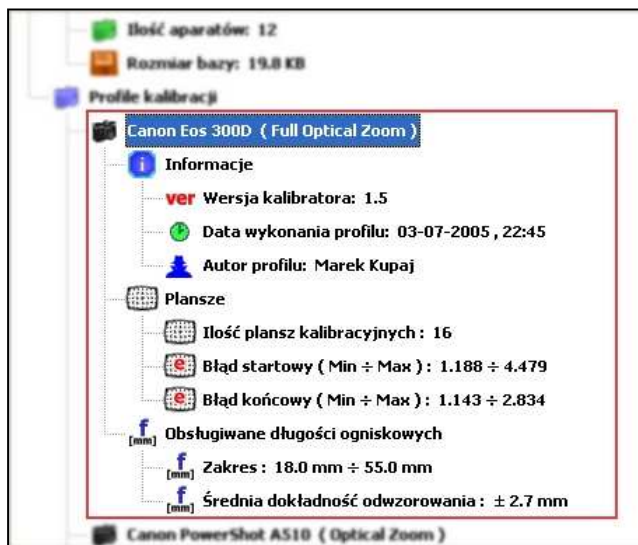 Ilość aparatów: 12
Rozmiar bazy: 19.8 KB
Profile kalibracji
Canon Eos 300D ( Full Optical Zoom )
i Informacje
ver Wersja kalibratora: 1.5
Data wykonania profilu: 03-07-2005 , 22:45
Autor profilu: Marek Kupaj
Plansze
Ilość plansz kalibracyjnych : 16
e Błąd startowy ( Min ÷ Max ) : 1.188 ÷ 4.479
e Błąd końcowy ( Min ÷ Max ) : 1.143 ÷ 2.834
f [mm] Obsługiwane długości ogniskowych
f [mm] Zakres : 18.0 mm ÷ 55.0 mm
f [mm] Średnia dokładność odwzorowania : ± 2.7 mm
Canon PowerShot A510 ( Optical Zoom )